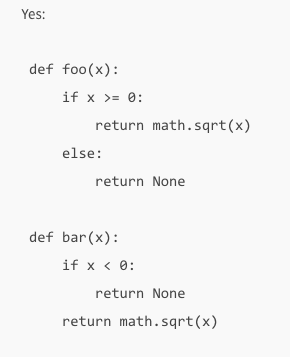 Yes:
def foo(x):
    if x >= 0:
        return math.sqrt(x)
    else:
        return None
def bar(x):
    if x < 0:
        return None
    return math.sqrt(x)